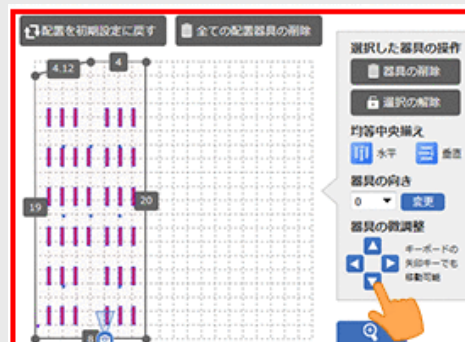 配置を初期設定に戻す
全ての配置器具の削除
選択した器具の操作
器具の削除
選択の解除
均等中央揃え
水平
垂直
器具の向き
0
変更
器具の微調整
キーボードの
矢印キーでも
移動可能
4.12
4
19
20
8